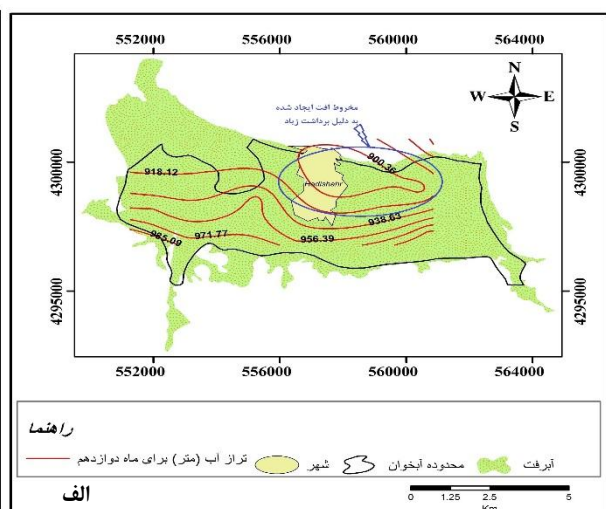 552000 556000 560000 564000
N
W E
S
مخروط افت ایجاد شده
به دلیل برداشت زیاد
4300000 4300000
900.36
918.12
Hadishahr
938.63
985.09 971.77 956.39
4295000 4295000
552000 556000 560000 564000
راهنما
آبرفت محدوده آبخوان شهر تراز آب (متر) برای ماه دوازدهم
الف
0 1.25 2.5 5
Km